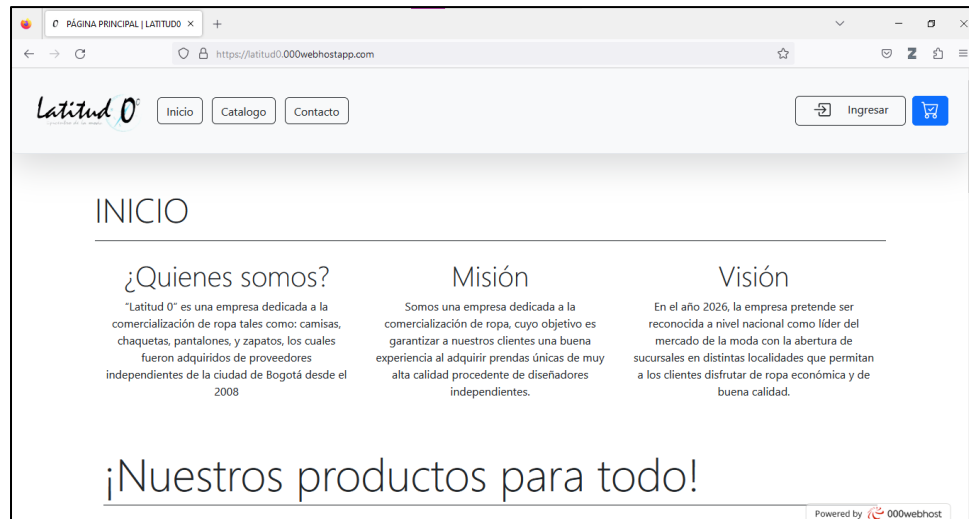 PÁGINA PRINCIPAL | LATITUD0
https://latitud0.000webhostapp.com
Latitud 0°
Inicio
Catalogo
Contacto
Ingresar
INICIO
¿Quienes somos?
"Latitud 0" es una empresa dedicada a la
comercialización de ropa tales como: camisas,
chaquetas, pantalones, y zapatos, los cuales
fueron adquiridos de proveedores
independientes de la ciudad de Bogotá desde el
2008
Misión
Somos una empresa dedicada a la
comercialización de ropa, cuyo objetivo es
garantizar a nuestros clientes una buena
experiencia al adquirir prendas únicas de muy
alta calidad procedente de diseñadores
independientes.
Visión
En el año 2026, la empresa pretende ser
reconocida a nivel nacional como líder del
mercado de la moda con la abertura de
sucursales en distintas localidades que permitan
a los clientes disfrutar de ropa económica y de
buena calidad.
¡Nuestros productos para todo!
Powered by 000webhost